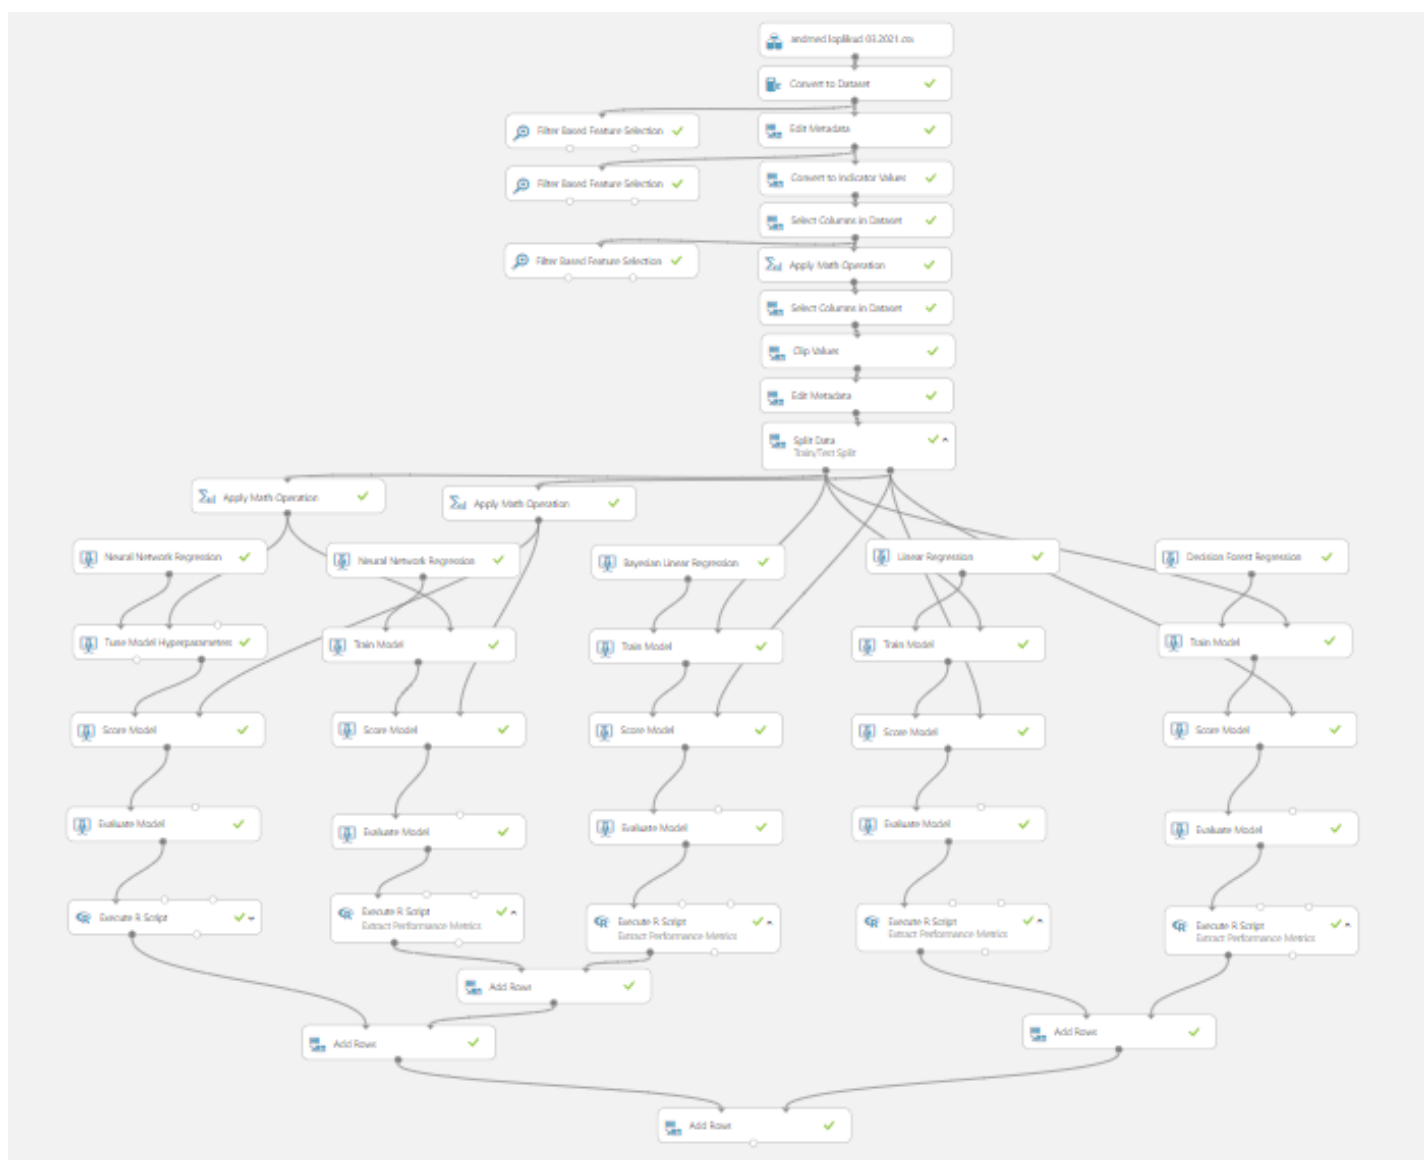 andmed loplikud 03.2021.csv
Convert to Dataset
Filter Based Feature Selection
Edit Metadata
Filter Based Feature Selection
Convert to Indicator Values
Select Columns in Dataset
Filter Based Feature Selection
Apply Math Operation
Select Columns in Dataset
Clip Values
Edit Metadata
Split Data
Train/Test Split
Apply Math Operation
Apply Math Operation
Neural Network Regression
Neural Network Regression
Bayesian Linear Regression
Linear Regression
Decision Forest Regression
Tune Model Hyperparameters
Train Model
Train Model
Train Model
Train Model
Score Model
Score Model
Score Model
Score Model
Score Model
Evaluate Model
Evaluate Model
Evaluate Model
Evaluate Model
Evaluate Model
Execute R Script
Execute R Script
Extract Performance Metrics
Execute R Script
Extract Performance Metrics
Execute R Script
Extract Performance Metrics
Execute R Script
Extract Performance Metrics
Add Rows
Add Rows
Add Rows
Add Rows